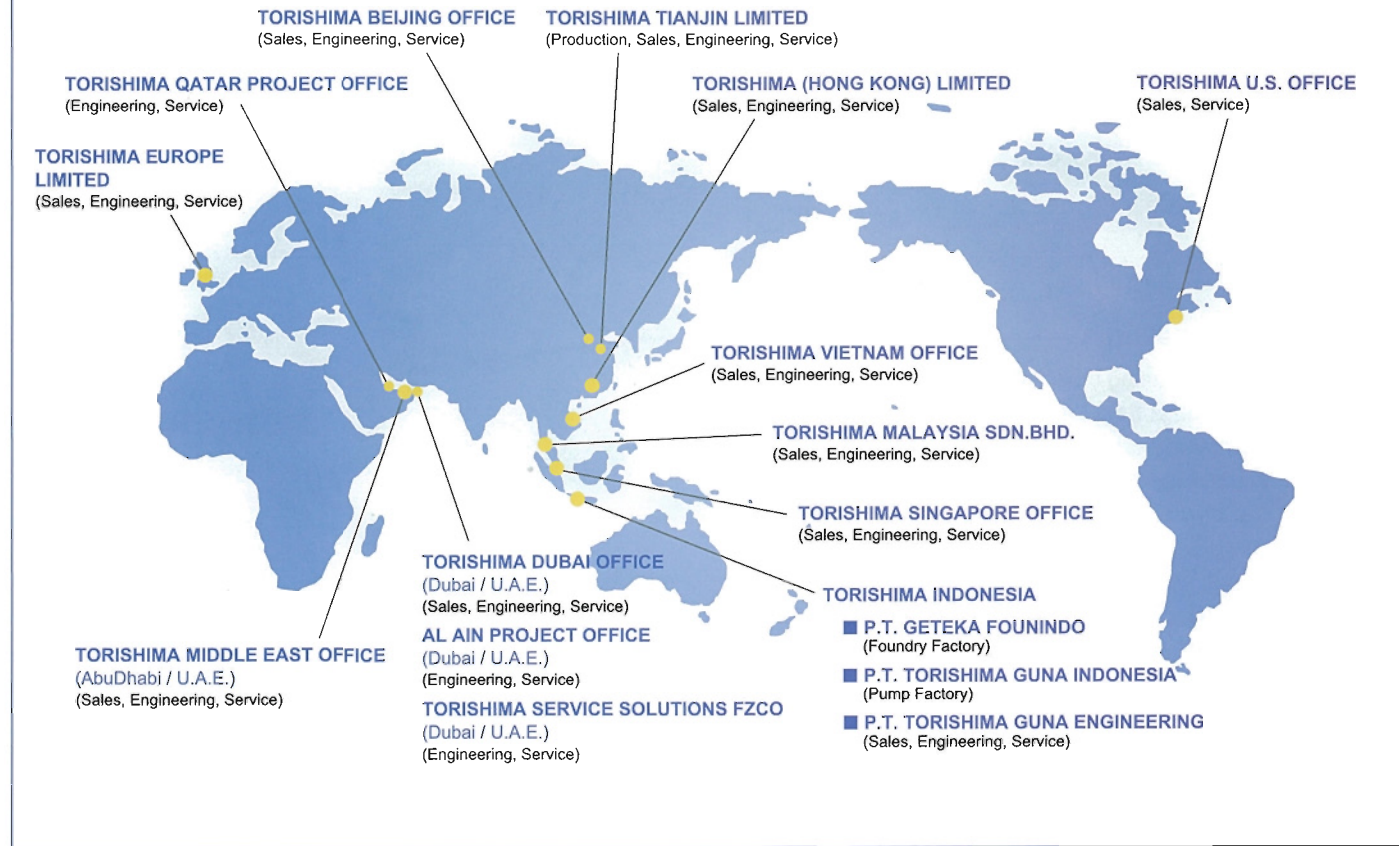 TORISHIMA BEIJING OFFICE
(Sales, Engineering, Service)
TORISHIMA TIANJIN LIMITED
(Production, Sales, Engineering, Service)
TORISHIMA QATAR PROJECT OFFICE
(Engineering, Service)
TORISHIMA (HONG KONG) LIMITED
(Sales, Engineering, Service)
TORISHIMA U.S. OFFICE
(Sales, Service)
TORISHIMA EUROPE
LIMITED
(Sales, Engineering, Service)
TORISHIMA VIETNAM OFFICE
(Sales, Engineering, Service)
TORISHIMA MALAYSIA SDN.BHD.
(Sales, Engineering, Service)
TORISHIMA SINGAPORE OFFICE
(Sales, Engineering, Service)
TORISHIMA DUBAI OFFICE
(Dubai / U.A.E.)
(Sales, Engineering, Service)
AL AIN PROJECT OFFICE
(Dubai / U.A.E.)
(Engineering, Service)
TORISHIMA SERVICE SOLUTIONS FZCO
(Dubai / U.A.E.)
(Engineering, Service)
TORISHIMA MIDDLE EAST OFFICE
(AbuDhabi / U.A.E.)
(Sales, Engineering, Service)
TORISHIMA INDONESIA
P.T. GETEKA FOUNINDO
(Foundry Factory)
P.T. TORISHIMA GUNA INDONESIA
(Pump Factory)
P.T. TORISHIMA GUNA ENGINEERING
(Sales, Engineering, Service)